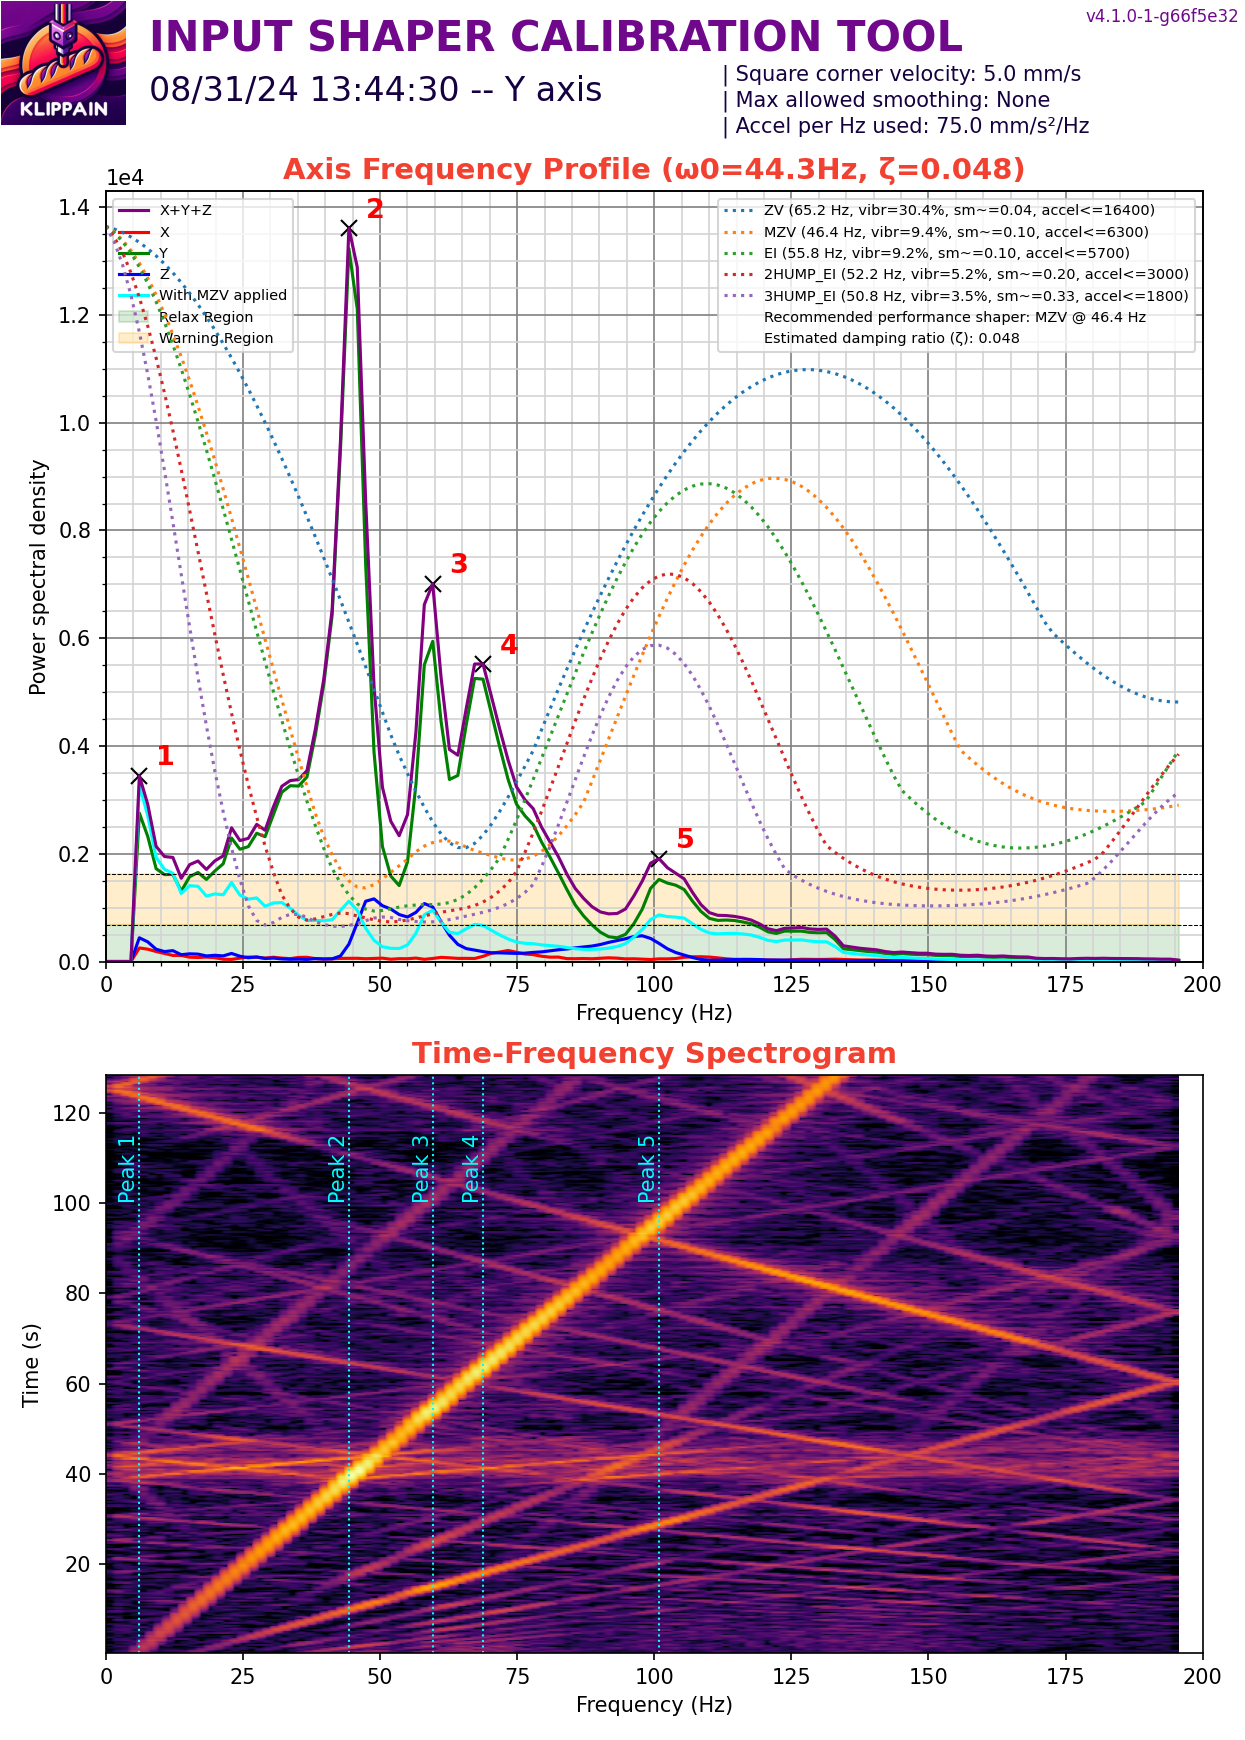 v4.1.0-1-g66f5e32
INPUT SHAPER CALIBRATION TOOL
KLIPPAIN
08/31/24 13:44:30 -- Y axis
| Square corner velocity: 5.0 mm/s
| Max allowed smoothing: None
| Accel per Hz used: 75.0 mm/s²/Hz
Axis Frequency Profile (ω0=44.3Hz, ζ=0.048)
1e4
X+Y+Z
X
Y
Z
With MZV applied
Relax Region
Warning Region
ZV (65.2 Hz, vibr=30.4%, sm~=0.04, accel<=16400)
MZV (46.4 Hz, vibr=9.4%, sm~=0.10, accel<=6300)
EI (55.8 Hz, vibr=9.2%, sm~=0.10, accel<=5700)
2HUMP_EI (52.2 Hz, vibr=5.2%, sm~=0.20, accel<=3000)
3HUMP_EI (50.8 Hz, vibr=3.5%, sm~=0.33, accel<=1800)
Recommended performance shaper: MZV @ 46.4 Hz
Estimated damping ratio (ζ): 0.048
1
2
3
4
5
1.4
1.2
1.0
0.8
0.6
0.4
0.2
0.0
Power spectral density
0 25 50 75 100 125 150 175 200
Frequency (Hz)
Time-Frequency Spectrogram
Peak 1
Peak 2
Peak 3
Peak 4
Peak 5
120
100
80
60
40
20
Time (s)
0 25 50 75 100 125 150 175 200
Frequency (Hz)